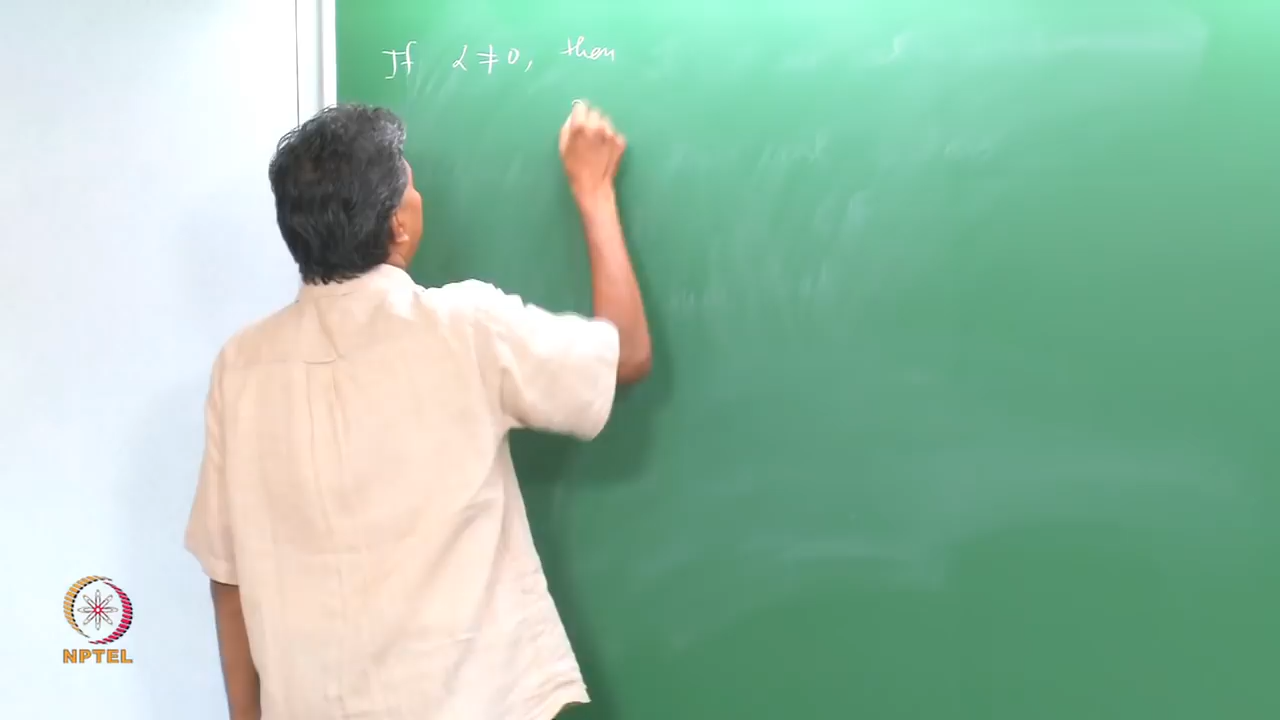 If α ≠ 0, then
NPTEL